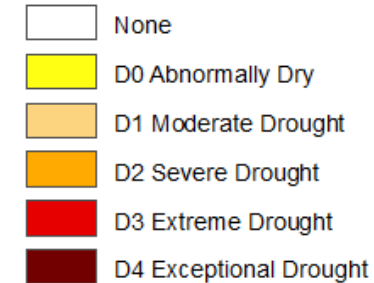 None
D0 Abnormally Dry
D1 Moderate Drought
D2 Severe Drought
D3 Extreme Drought
D4 Exceptional Drought